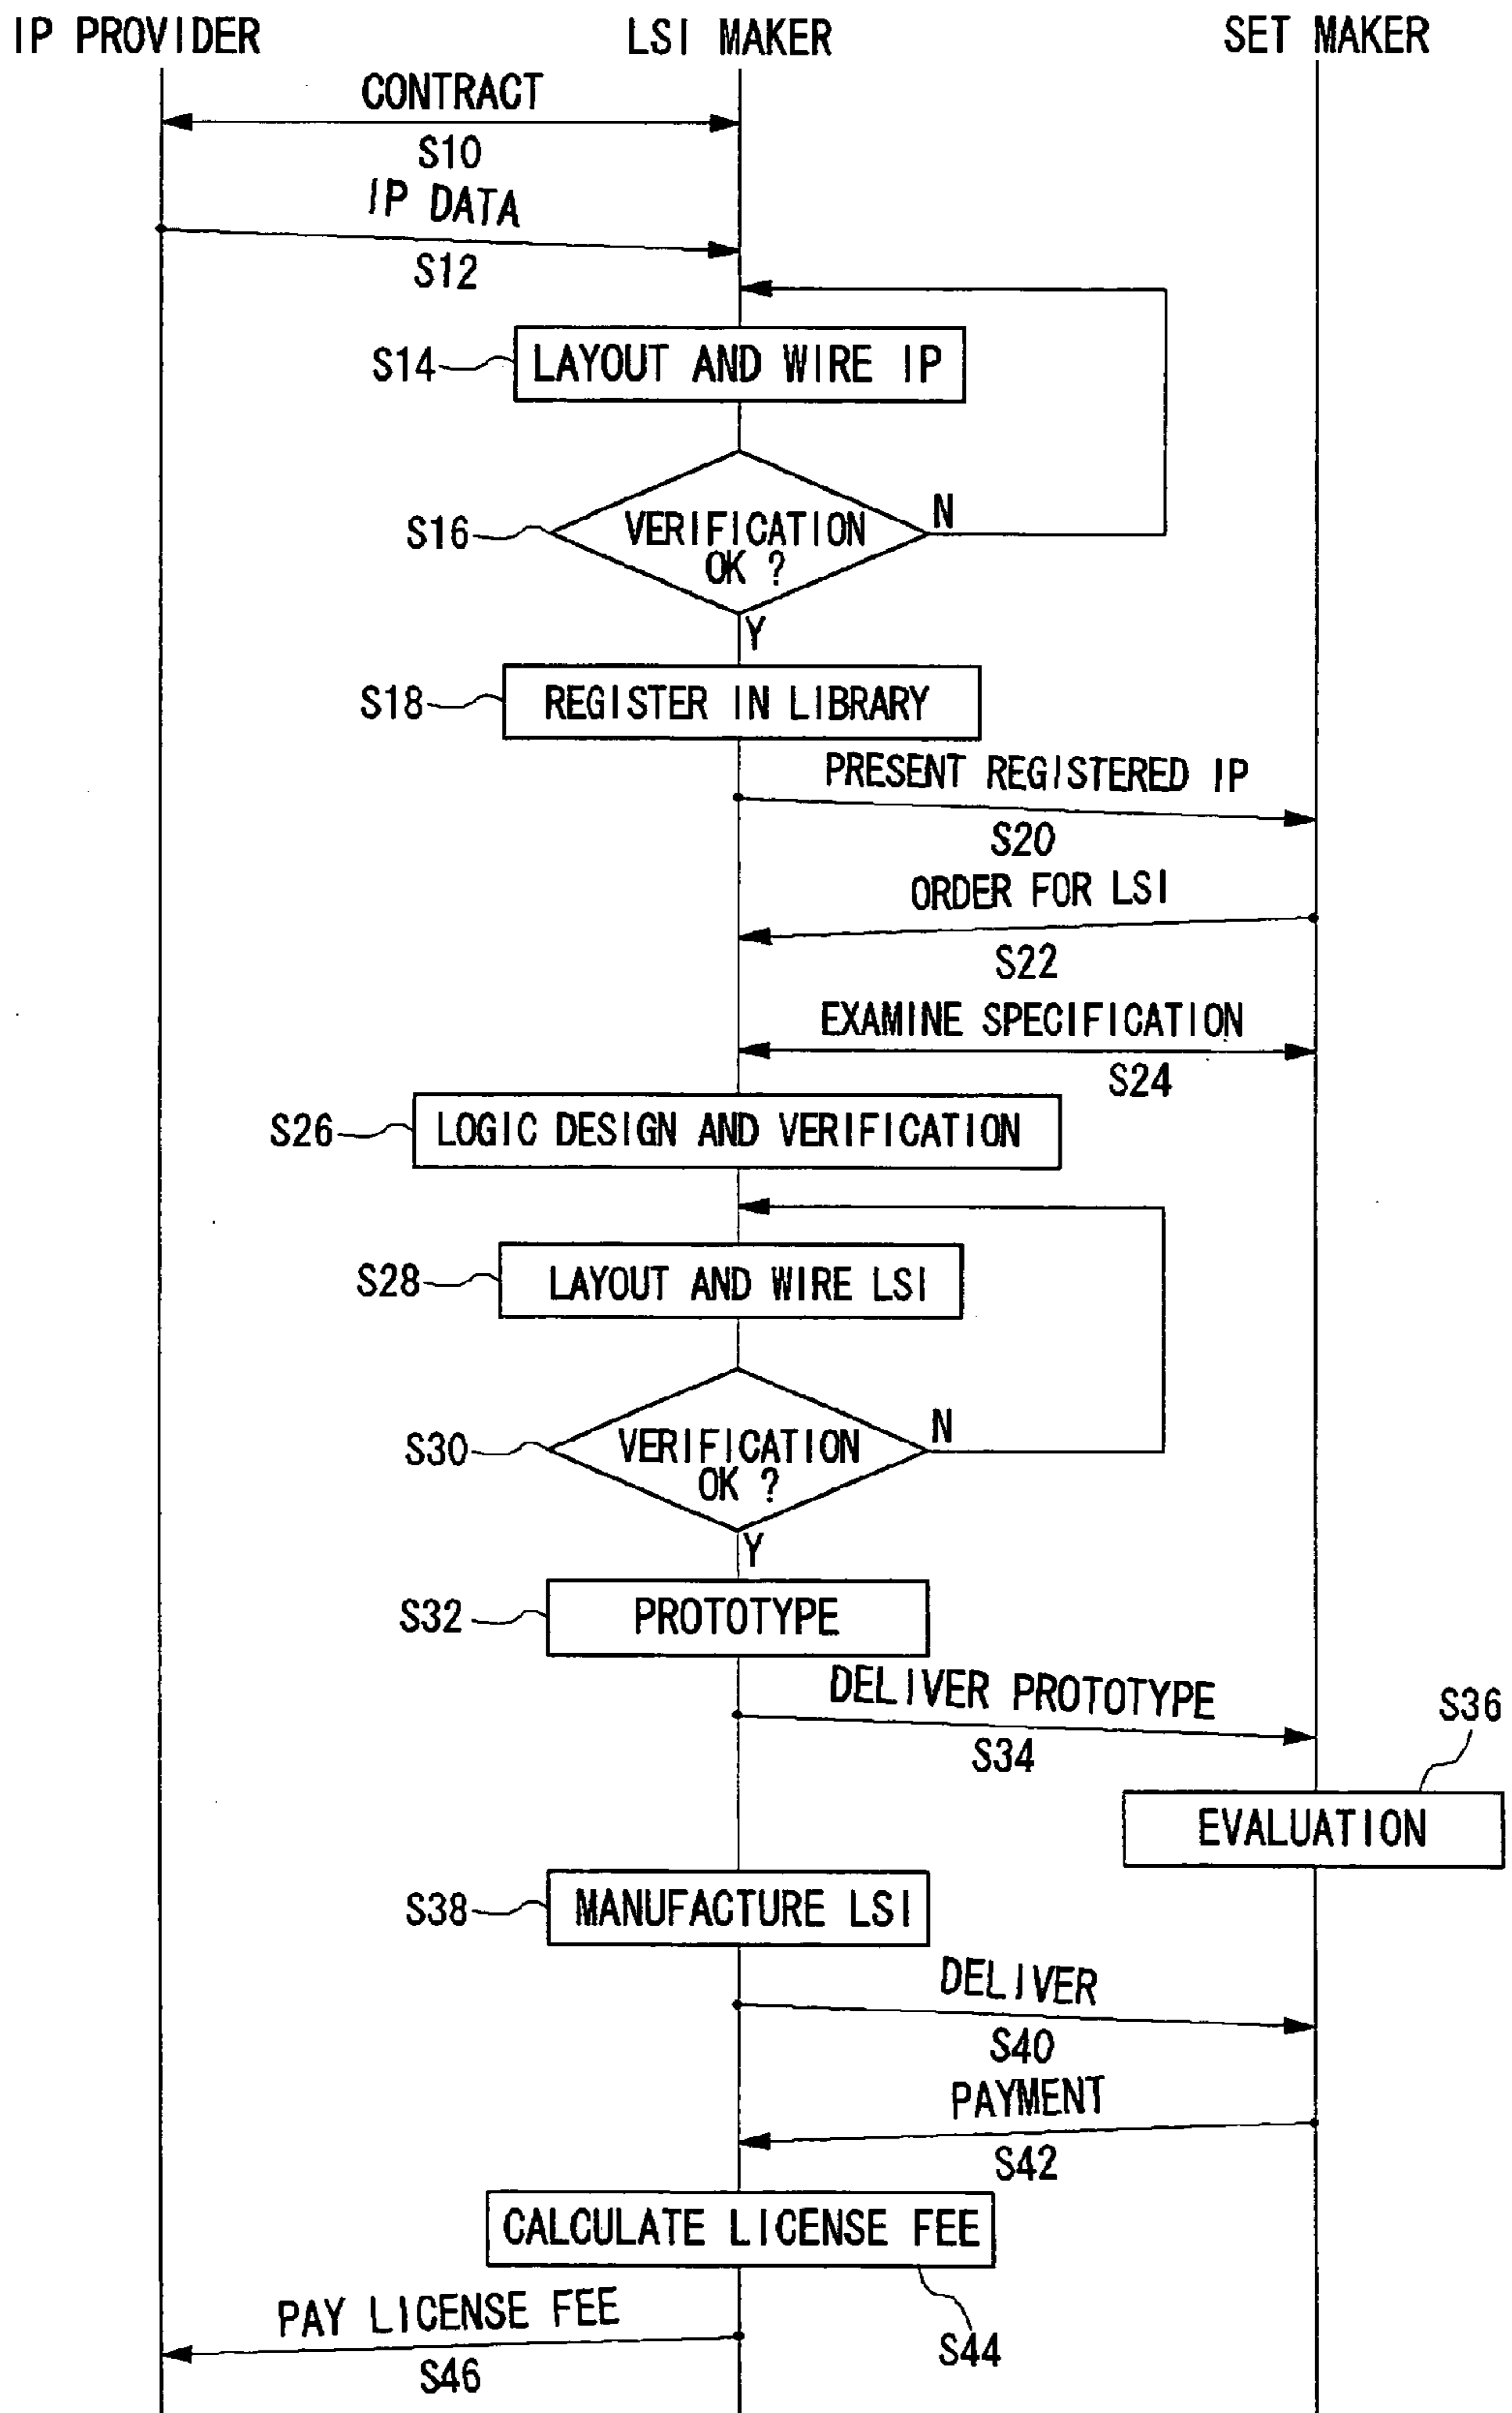 IP PROVIDER
LSI MAKER
SET MAKER
CONTRACT
S10
IP DATA
S12
S14
LAYOUT AND WIRE IP
S16
VERIFICATION
OK ?
N
Y
S18
REGISTER IN LIBRARY
PRESENT REGISTERED IP
S20
ORDER FOR LSI
S22
EXAMINE SPECIFICATION
S24
S26
LOGIC DESIGN AND VERIFICATION
S28
LAYOUT AND WIRE LSI
S30
VERIFICATION
OK ?
N
Y
S32
PROTOTYPE
DELIVER PROTOTYPE
S34
S36
EVALUATION
S38
MANUFACTURE LSI
DELIVER
S40
PAYMENT
S42
CALCULATE LICENSE FEE
S44
PAY LICENSE FEE
S46